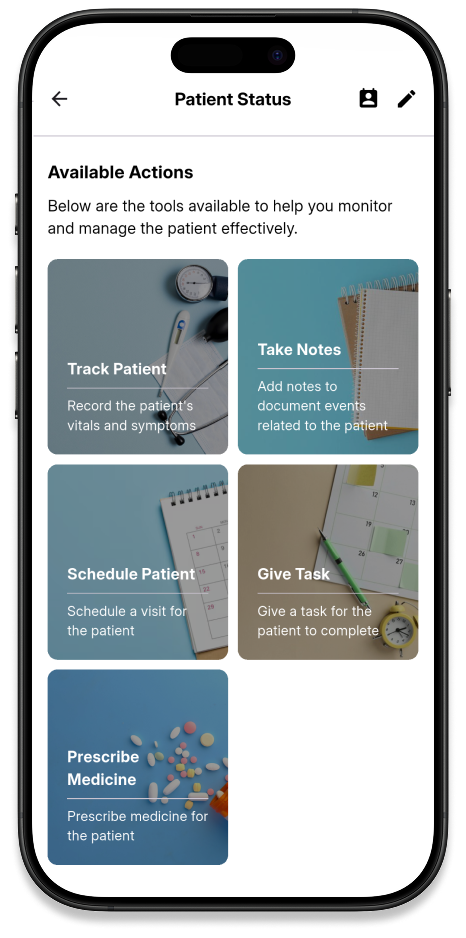 Patient Status
Available Actions
Below are the tools available to help you monitor
and manage the patient effectively.
Track Patient
Record the patient's
vitals and symptoms
Take Notes
Add notes to
document events
related to the patient
Schedule Patient
Schedule a visit for
the patient
Give Task
Give a task for the
patient to complete
Prescribe
Medicine
Prescribe medicine for
the patient